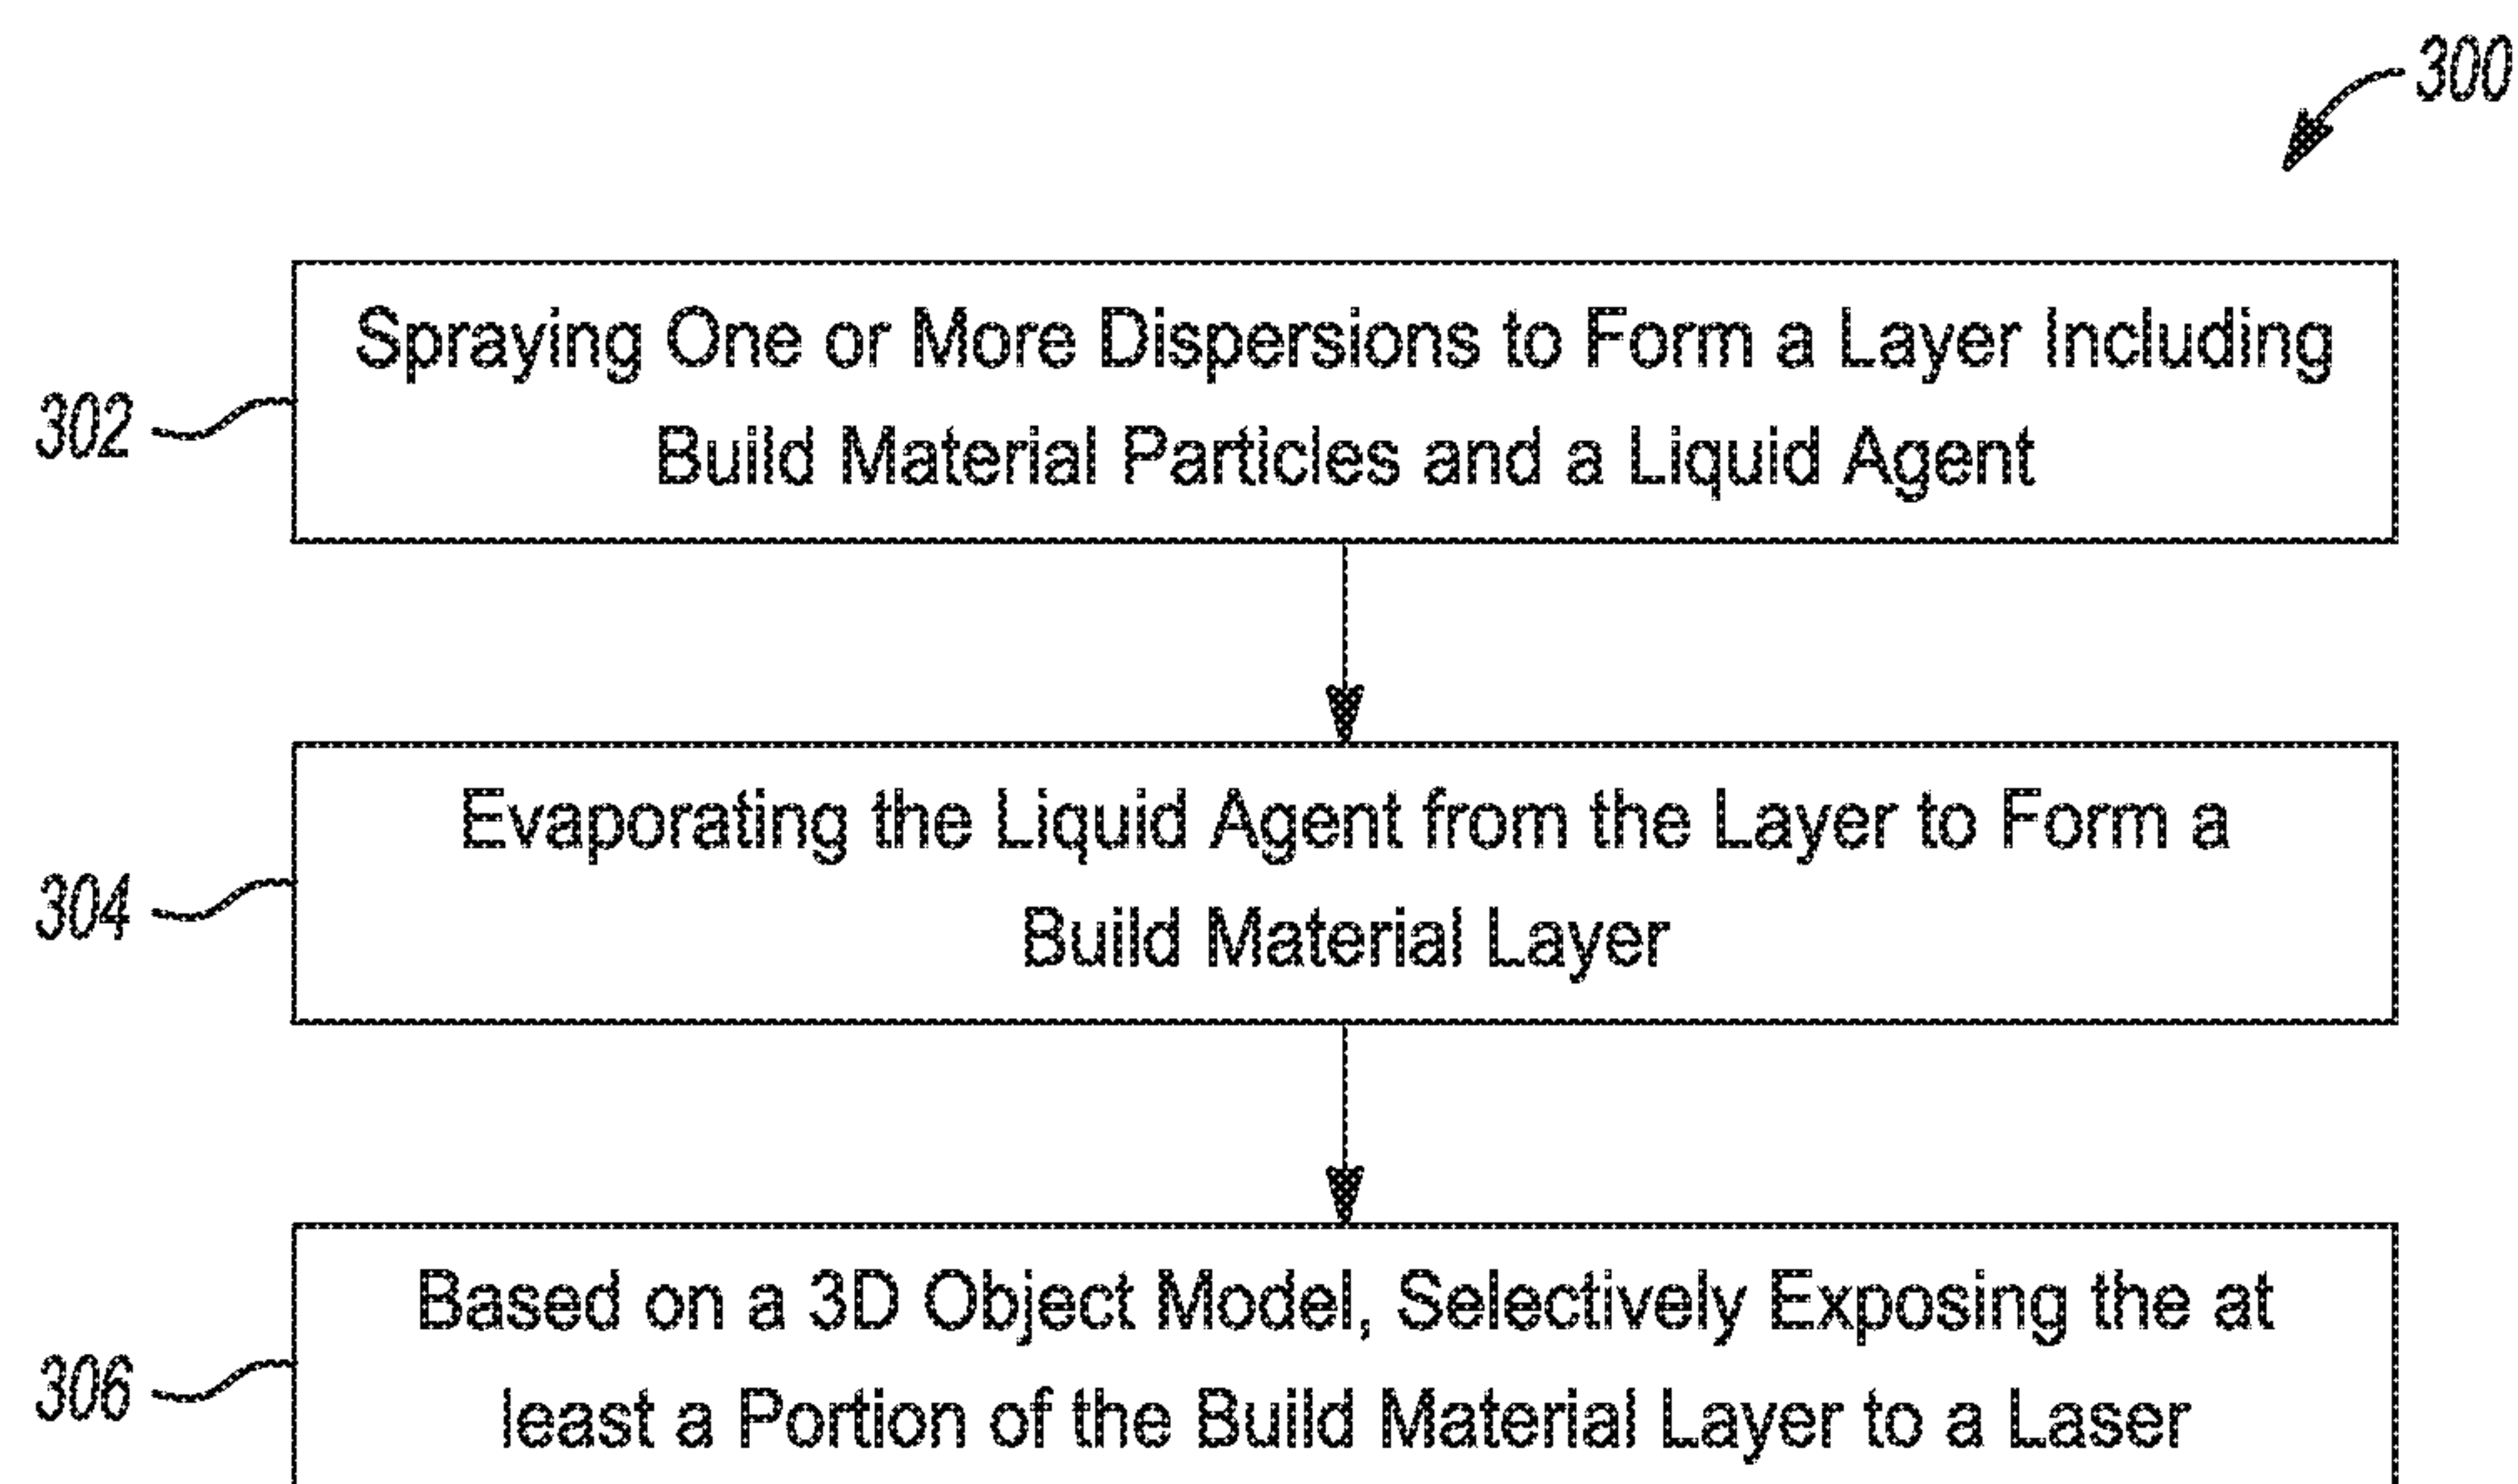 300
Spraying One or More Dispersions to Form a Layer Including
302
Build Material Particles and a Liquid Agent
Evaporating the Liquid Agent from the Layer to Form a
304
Build Material Layer
Based on a 3D Object Model, Selectively Exposing the at
306
least a Portion of the Build Material Layer to a Laser